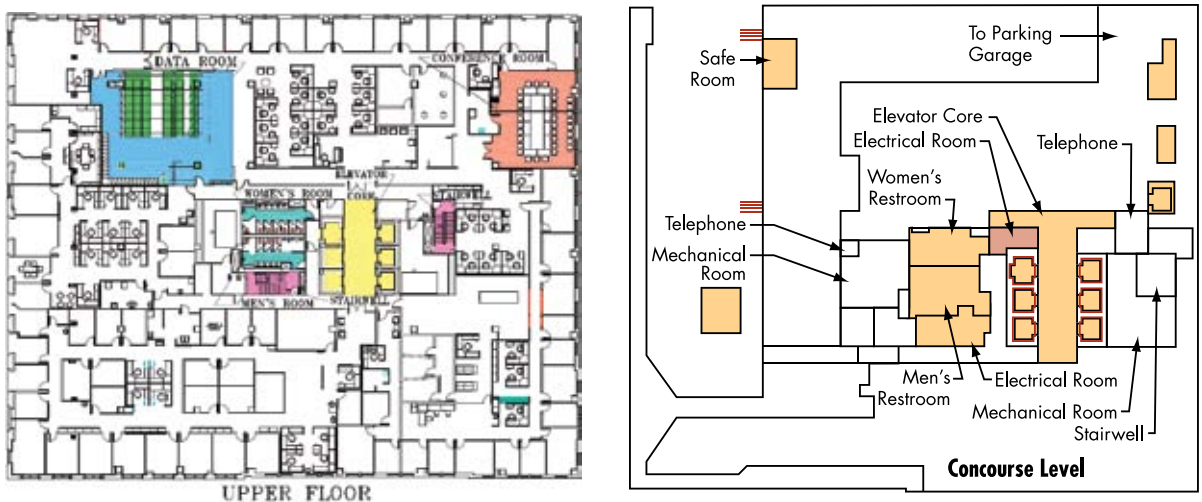 DATA ROOM
CONFERENCE ROOM
WOMEN'S ROOM
ELEVATOR
CORE
STAIRWELL
MEN'S ROOM
STAIRWELL
UPPER FLOOR
Safe
Room
To Parking
Garage
Elevator Core
Electrical Room
Telephone
Women's
Restroom
Telephone
Mechanical
Room
Men's
Restroom
Electrical Room
Mechanical Room
Stairwell
Concourse Level